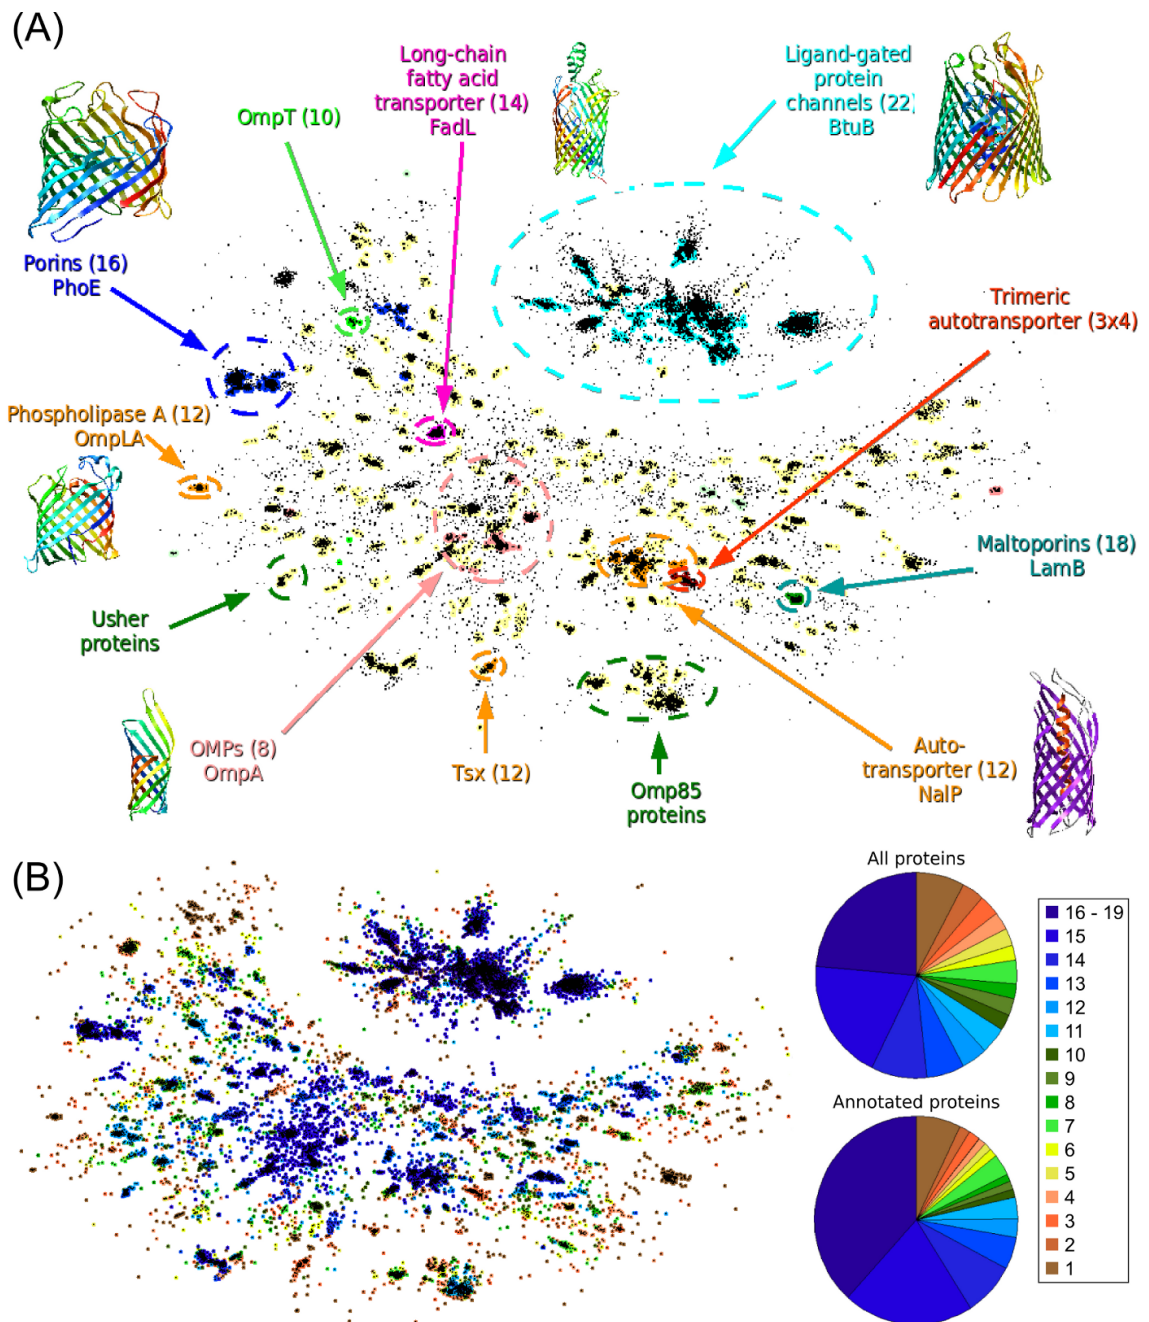 (A)
Long-chain
fatty acid
transporter (14)
FadL
Ligand-gated
protein
channels (22)
BtuB
OmpT (10)
Porins (16)
PhoE
Trimeric
autotransporter (3x4)
Phospholipase A (12)
OmpLA
Maltoporins (18)
LamB
Usher
proteins
OMPs (8)
OmpA
Tsx (12)
Omp85
proteins
Auto-
transporter (12)
NalP
(B)
All proteins
Annotated proteins
16 - 19
15
14
13
12
11
10
9
8
7
6
5
4
3
2
1